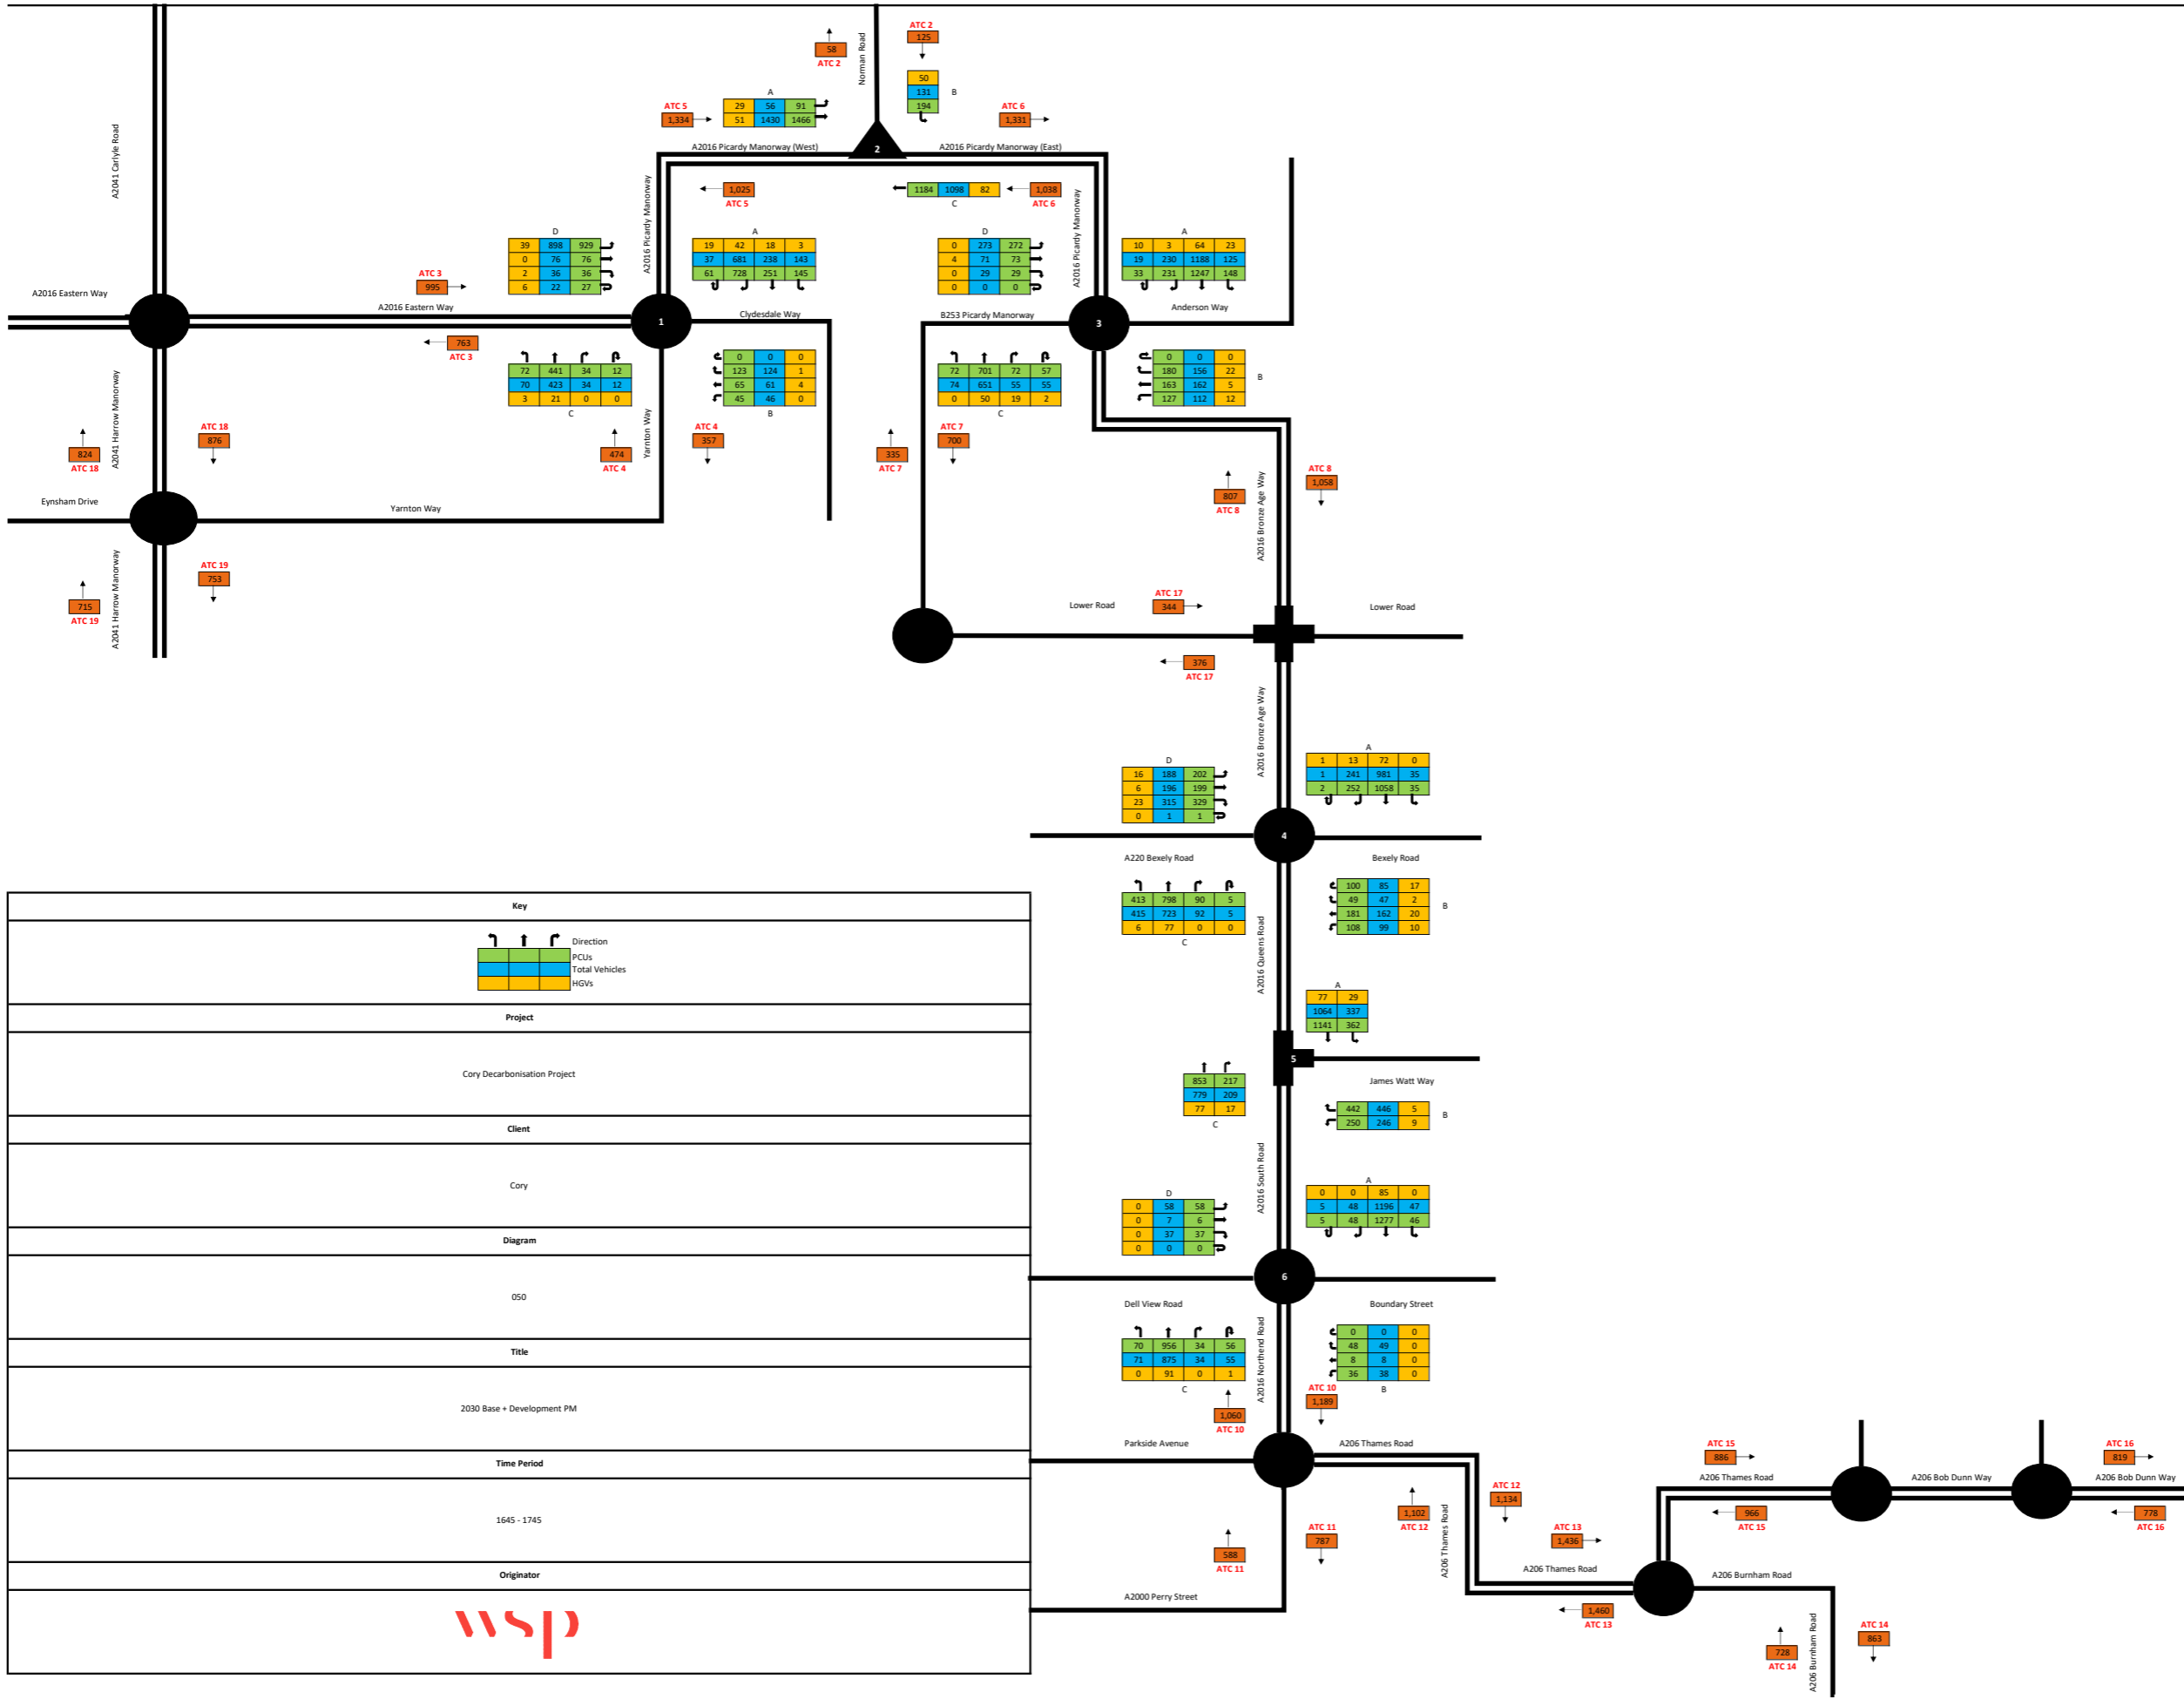 ATC 2
58
ATC 2
Norman Road
125
50
131
194
B
A
ATC 5
1,334
29 56 91
51 1430 1466
ATC 6
1,331
A2016 Picardy Manorway (West)
2
A2016 Picardy Manorway (East)
A2041 Carlyle Road
A2016 Picardy Manorway
1,025
ATC 5
1184 1098 82
C
1,038
ATC 6
A2016 Picardy Manorway
D
39 898 929
0 76 76
2 36 36
6 22 27
A
19 42 18 3
37 681 238 143
61 728 251 145
D
0 273 272
4 71 73
0 29 29
0 0 0
A
10 3 64 23
19 230 1188 125
33 231 1247 148
ATC 3
995
A2016 Eastern Way
A2016 Eastern Way
1
Clydesdale Way
B253 Picardy Manorway
3
Anderson Way
763
ATC 3
72 441 34 12
70 423 34 12
3 21 0 0
C
0 0 0
123 124 1
65 61 4
45 46 0
B
72 701 72 57
74 651 55 55
0 50 19 2
C
0 0 0
180 156 22
163 162 5
127 112 12
B
A2041 Harrow Manorway
824
ATC 18
ATC 18
876
474
ATC 4
Yarnton Way
ATC 4
357
335
ATC 7
ATC 7
700
807
ATC 8
A2016 Bronze Age Way
ATC 8
1,058
Eynsham Drive
Yarnton Way
715
ATC 19
A2041 Harrow Manorway
ATC 19
753
Lower Road
ATC 17
344
Lower Road
376
ATC 17
A2016 Bronze Age Way
D
16 188 202
6 196 199
23 315 329
0 1 1
A
1 13 72 0
1 241 981 35
2 252 1058 35
4
A220 Bexely Road
Bexely Road
413 798 90 5
415 723 92 5
6 77 0 0
C
A2016 Queens Road
100 85 17
49 47 2
181 162 20
108 99 10
B
A
77 29
1064 337
1141 362
5
James Watt Way
853 217
779 209
77 17
C
442 446 5
250 246 9
B
A2016 South Road
D
0 58 58
0 7 6
0 37 37
0 0 0
A
0 0 85 0
5 48 1196 47
5 48 1277 46
6
Dell View Road
Boundary Street
70 956 34 56
71 875 34 55
0 91 0 1
C
A2016 Northend Road
0 0 0
48 49 0
8 8 0
36 38 0
B
1,060
ATC 10
ATC 10
1,189
Parkside Avenue
A206 Thames Road
588
ATC 11
ATC 11
787
A2000 Perry Street
1,102
ATC 12
A206 Thames Road
ATC 12
1,134
ATC 13
1,436
A206 Thames Road
1,460
ATC 13
ATC 15
886
A206 Thames Road
966
ATC 15
A206 Bob Dunn Way
ATC 16
819
A206 Bob Dunn Way
778
ATC 16
A206 Burnham Road
728
ATC 14
A206 Burnham Road
ATC 14
863
Key
Direction
PCUs
Total Vehicles
HGVs
Project
Cory Decarbonisation Project
Client
Cory
Diagram
050
Title
2030 Base + Development PM
Time Period
1645 - 1745
Originator
wsp